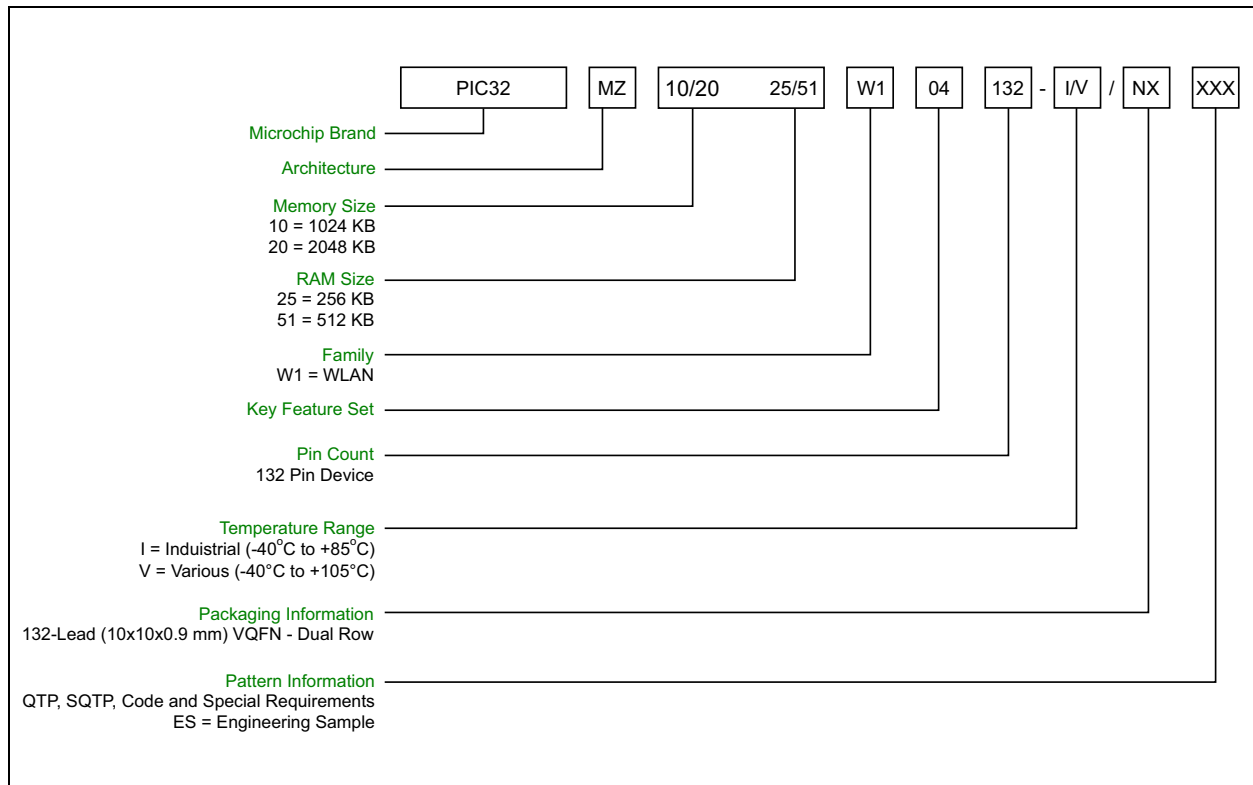 PIC32 MZ 10/20 25/51 W1 04 132 - I/V / NX XXX
Microchip Brand
Architecture
Memory Size
10 = 1024 KB
20 = 2048 KB
RAM Size
25 = 256 KB
51 = 512 KB
Family
W1 = WLAN
Key Feature Set
Pin Count
132 Pin Device
Temperature Range
I = Induistrial (-40°C to +85°C)
V = Various (-40°C to +105°C)
Packaging Information
132-Lead (10x10x0.9 mm) VQFN - Dual Row
Pattern Information
QTP, SQTP, Code and Special Requirements
ES = Engineering Sample